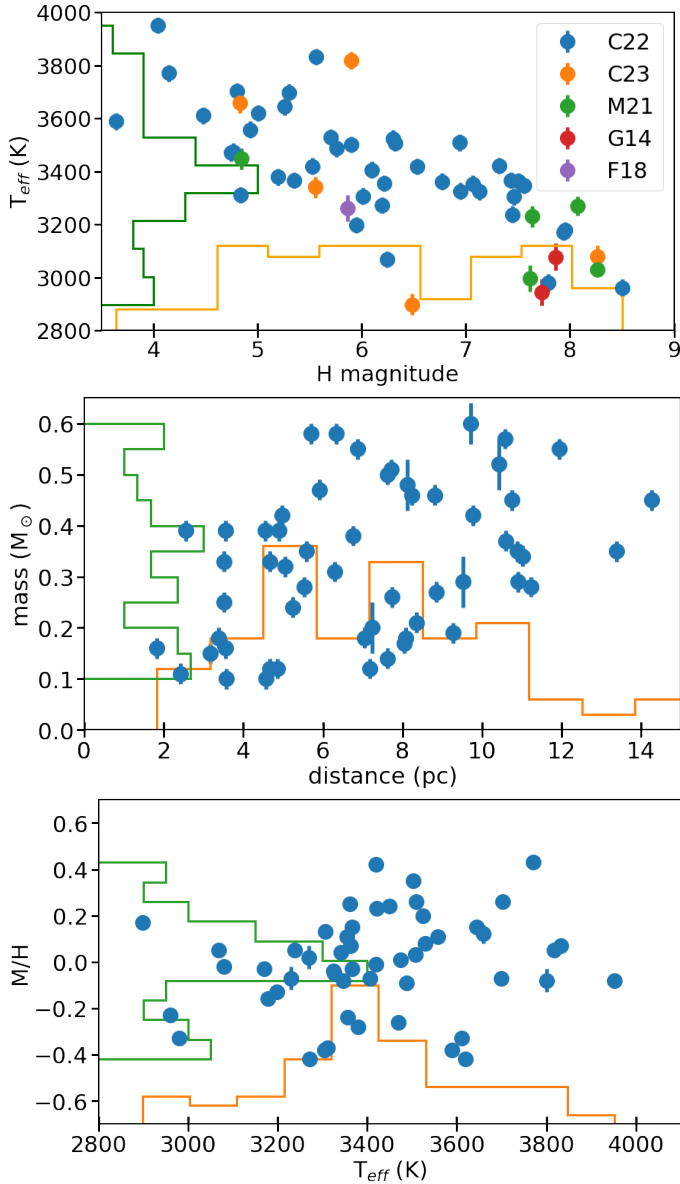 4000
3800
3600
3400
3200
3000
2800
T_eff (K)
C22
C23
M21
G14
F18
4 5 6 7 8 9
H magnitude
0.6
0.5
0.4
0.3
0.2
0.1
0.0
mass (M_⊙)
0 2 4 6 8 10 12 14
distance (pc)
0.6
0.4
0.2
0.0
−0.2
−0.4
−0.6
M/H
2800 3000 3200 3400 3600 3800 4000
T_eff (K)